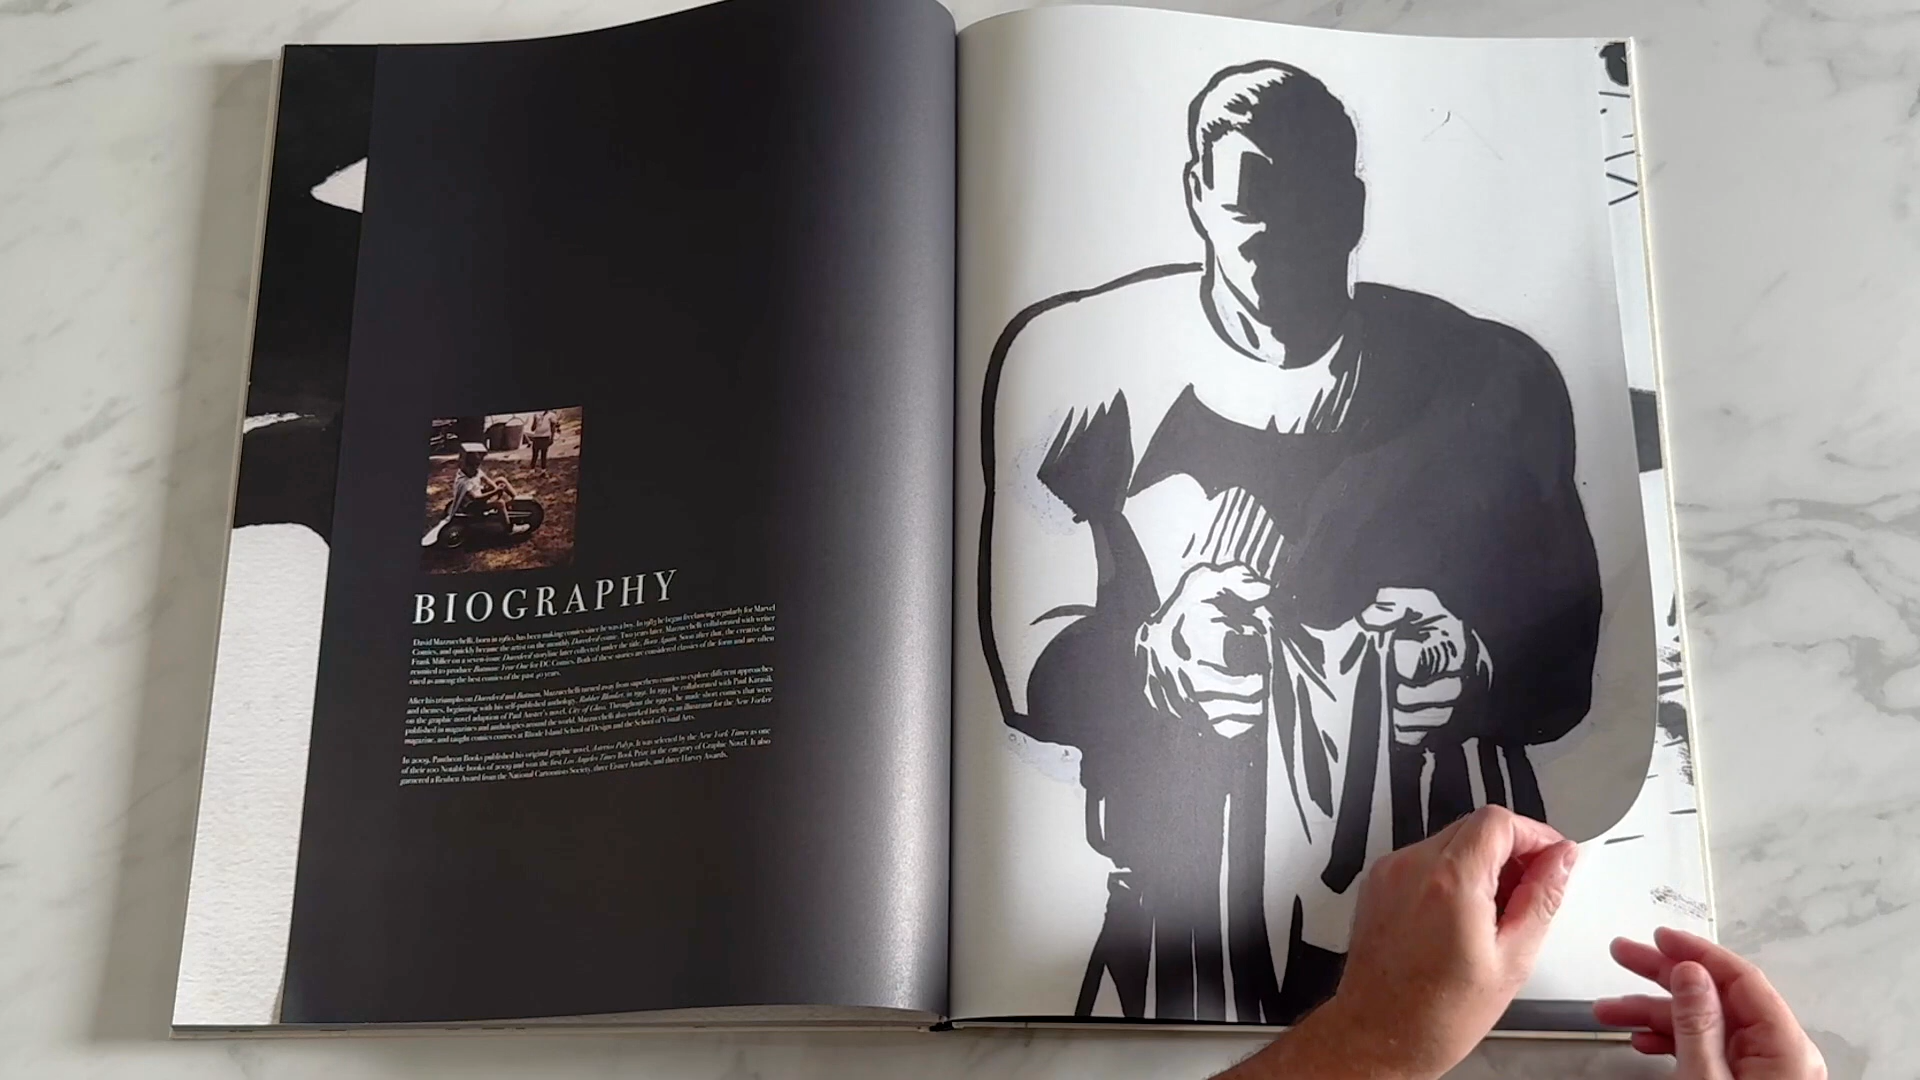 BIOGRAPHY
David Mazzucchelli, born in 1960, has been making comics since he was a boy. In 1983 he began freelancing regularly for Marvel
Comics, and quickly became the artist on the monthly Daredevil comic. Two years later, Mazzucchelli collaborated with writer
Frank Miller on a seven-issue Daredevil storyline later collected under the title, Born Again. Soon after that, the creative duo
reunited to produce Batman: Year One for DC Comics. Both of these stories are considered classics of the form and are often
cited as among the best comics of the past 40 years.
After his triumphs on Daredevil and Batman, Mazzucchelli turned away from superhero comics to explore different approaches
and themes, beginning with his self-published anthology, Rubber Blanket, in 1991. In 1994 he collaborated with Paul Karasik
on the graphic novel adaption of Paul Auster's novel, City of Glass. Throughout the 1990s, he made short comics that were
published in magazines and anthologies around the world. Mazzucchelli also worked briefly as an illustrator for the New Yorker
magazine, and taught comics courses at Rhode Island School of Design and the School of Visual Arts.
In 2009, Pantheon Books published his original graphic novel, Asterios Polyp. It was selected by the New York Times as one
of their 100 Notable books of 2009 and won the first Los Angeles Times Book Prize in the category of Graphic Novel. It also
garnered a Reuben Award from the National Cartoonists Society, three Eisner Awards, and three Harvey Awards.